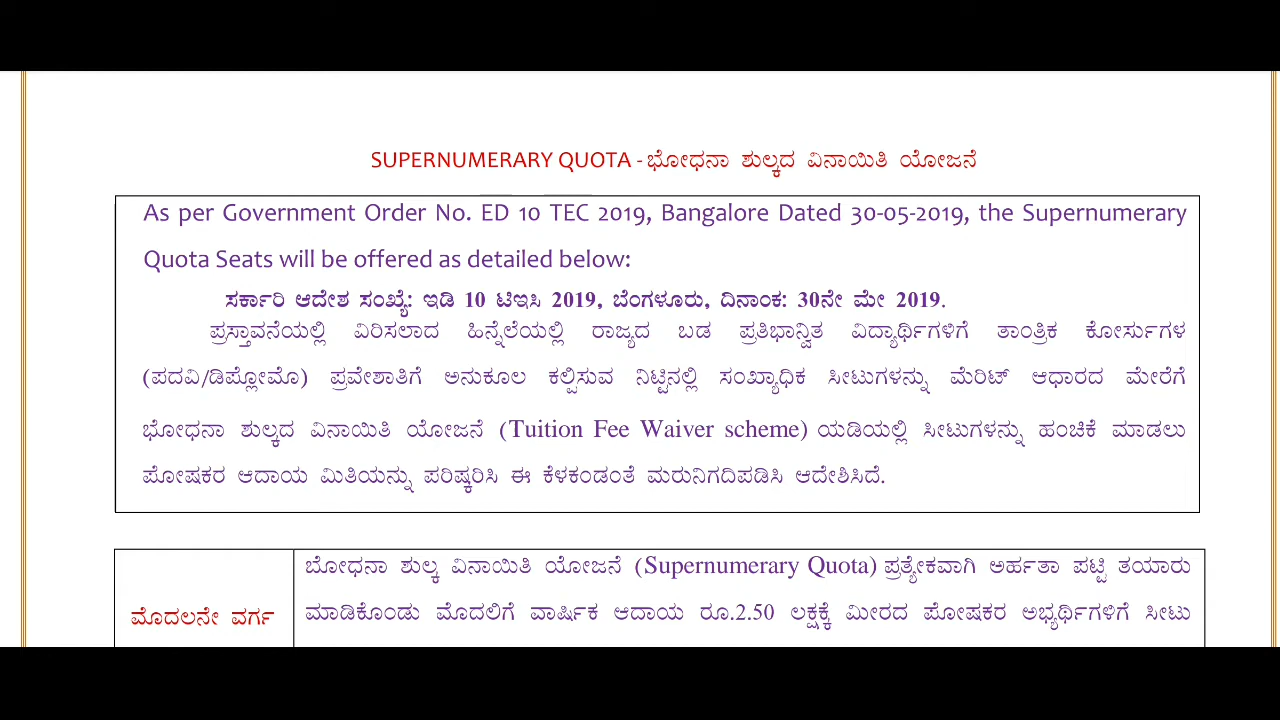 SUPERNUMERARY QUOTA - ಭೋಧನಾ ಶುಲ್ಕದ ವಿನಾಯಿತಿ ಯೋಜನೆ
As per Government Order No. ED 10 TEC 2019, Bangalore Dated 30-05-2019, the Supernumerary
Quota Seats will be offered as detailed below:
ಸರ್ಕಾರಿ ಆದೇಶ ಸಂಖ್ಯೆ: ಇಡಿ 10 ಟಿಇಸಿ 2019, ಬೆಂಗಳೂರು, ದಿನಾಂಕ: 30ನೇ ಮೇ 2019.
ಪ್ರಸ್ತಾವನೆಯಲ್ಲಿ ವಿರಿಸಲಾದ ಹಿನ್ನೆಲೆಯಲ್ಲಿ ರಾಜ್ಯದ ಬಡ ಪ್ರತಿಭಾನ್ವಿತ ವಿದ್ಯಾರ್ಥಿಗಳಿಗೆ ತಾಂತ್ರಿಕ ಕೋರ್ಸುಗಳ
(ಪದವಿ/ಡಿಪ್ಲೋಮೊ) ಪ್ರವೇಶಾತಿಗೆ ಅನುಕೂಲ ಕಲ್ಪಿಸುವ ನಿಟ್ಟಿನಲ್ಲಿ ಸಂಖ್ಯಾಧಿಕ ಸೀಟುಗಳನ್ನು ಮೆರಿಟ್ ಆಧಾರದ ಮೇರೆಗೆ
ಭೋಧನಾ ಶುಲ್ಕದ ವಿನಾಯಿತಿ ಯೋಜನೆ (Tuition Fee Waiver scheme) ಯಡಿಯಲ್ಲಿ ಸೀಟುಗಳನ್ನು ಹಂಚಿಕೆ ಮಾಡಲು
ಪೋಷಕರ ಆದಾಯ ಮಿತಿಯನ್ನು ಪರಿಷ್ಕರಿಸಿ ಈ ಕೆಳಕಂಡಂತೆ ಮರುನಿಗದಿಪಡಿಸಿ ಆದೇಶಿಸಿದೆ.
ಬೋಧನಾ ಶುಲ್ಕ ವಿನಾಯಿತಿ ಯೋಜನೆ (Supernumerary Quota) ಪ್ರತ್ಯೇಕವಾಗಿ ಅರ್ಹತಾ ಪಟ್ಟಿ ತಯಾರು
ಮೊದಲನೇ ವರ್ಗ ಮಾಡಿಕೊಂಡು ಮೊದಲಿಗೆ ವಾರ್ಷಿಕ ಆದಾಯ ರೂ.2.50 ಲಕ್ಷಕ್ಕೆ ಮೀರದ ಪೋಷಕರ ಅಭ್ಯರ್ಥಿಗಳಿಗೆ ಸೀಟು